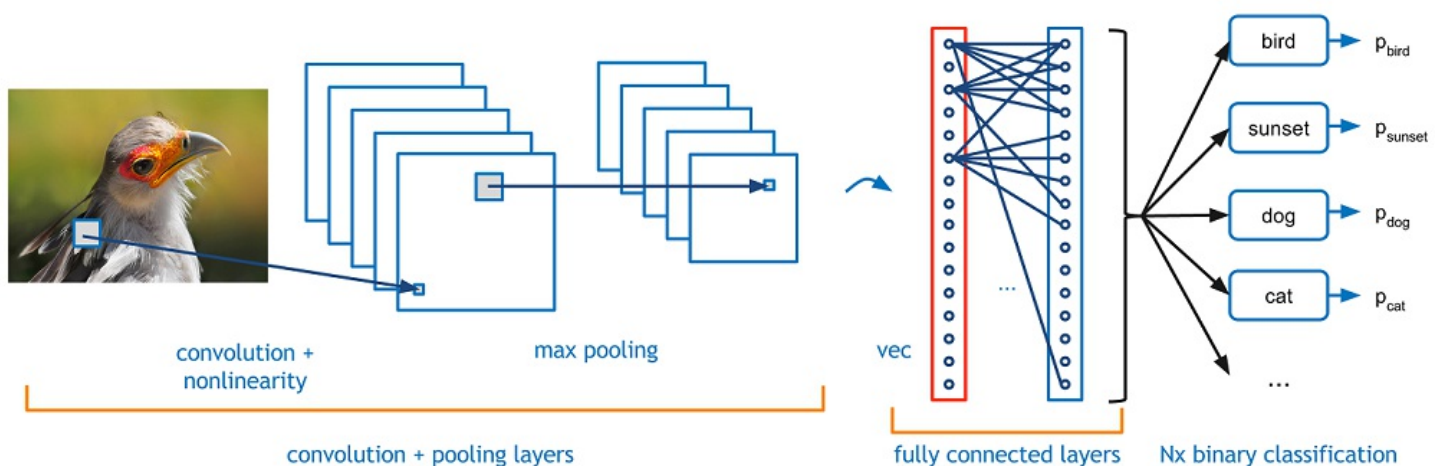 bird
p_bird
sunset
p_sunset
dog
p_dog
cat
p_cat
...
...
convolution +
nonlinearity
max pooling
vec
convolution + pooling layers
fully connected layers
Nx binary classification